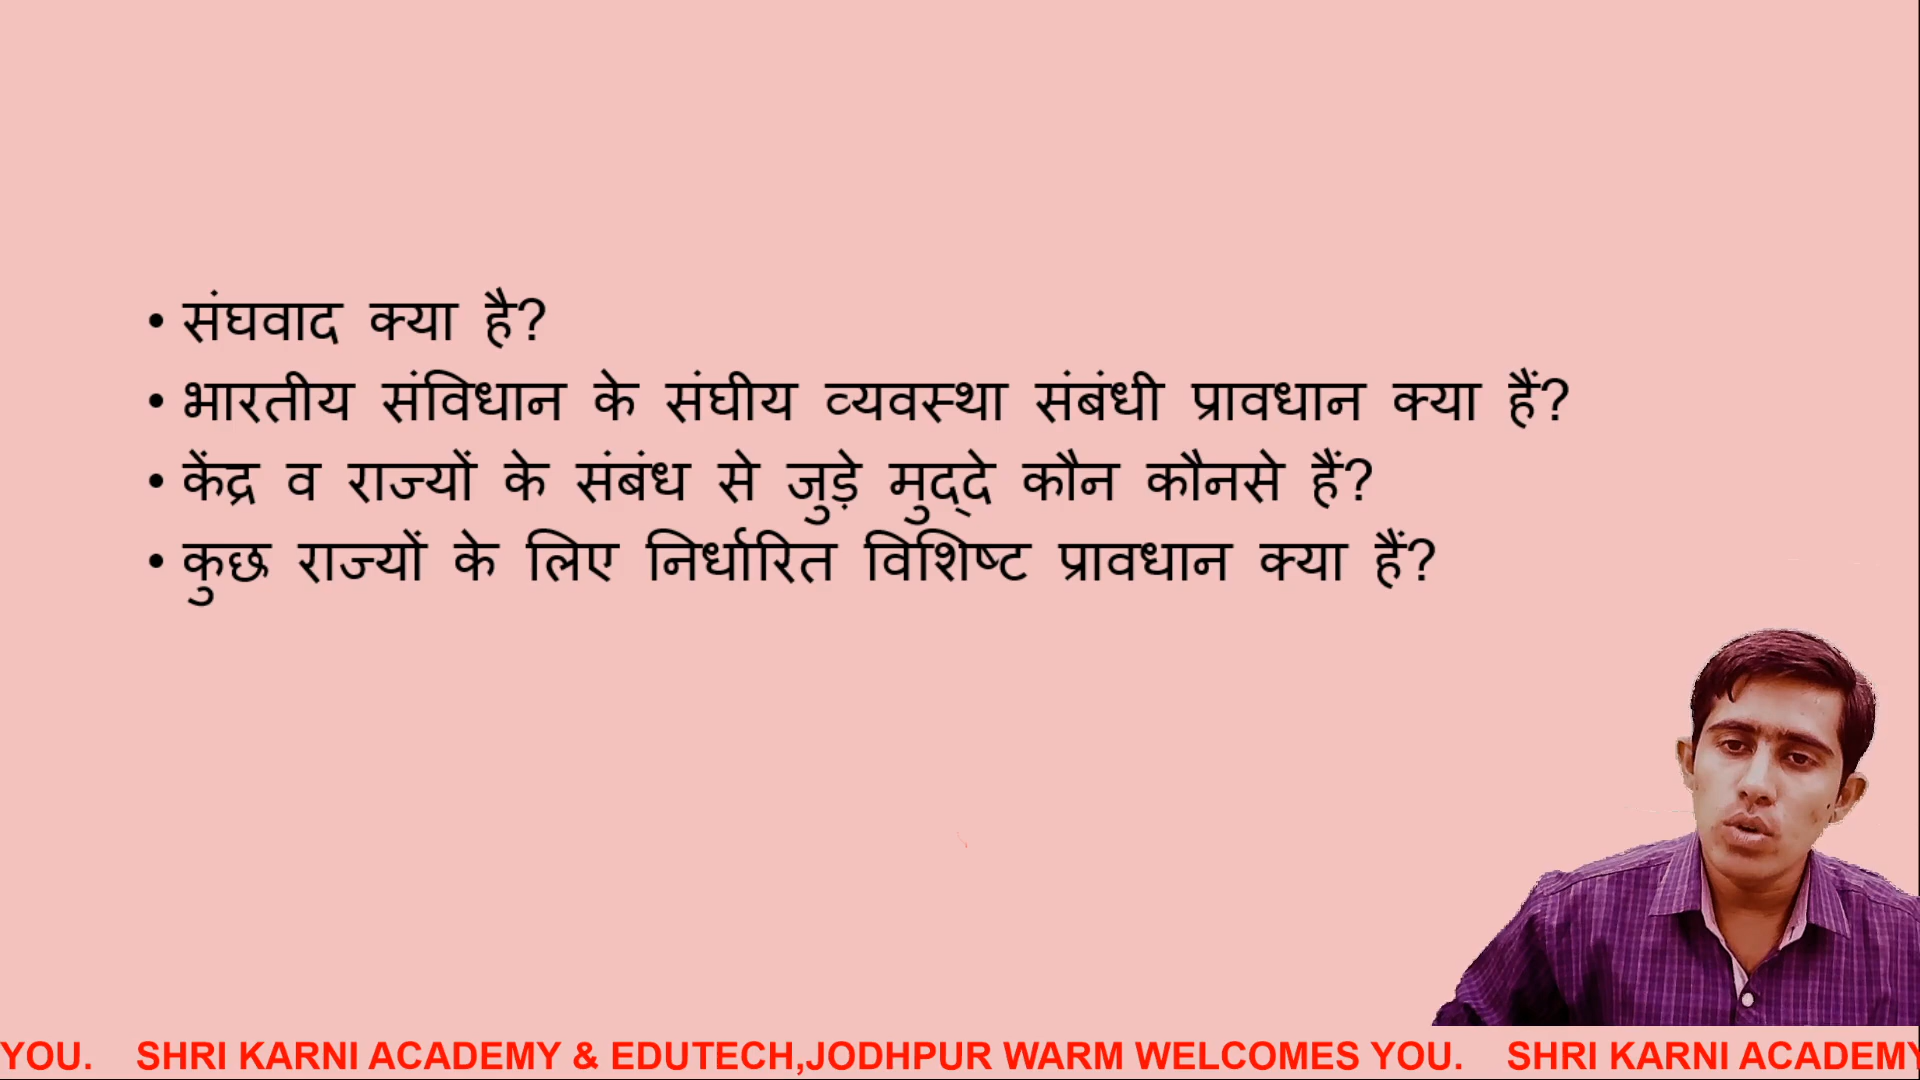 • संघवाद क्या है?
• भारतीय संविधान के संघीय व्यवस्था संबंधी प्रावधान क्या हैं?
• केंद्र व राज्यों के संबंध से जुड़े मुद्दे कौन कौनसे हैं?
• कुछ राज्यों के लिए निर्धारित विशिष्ट प्रावधान क्या हैं?
YOU. SHRI KARNI ACADEMY & EDUTECH,JODHPUR WARM WELCOMES YOU. SHRI KARNI ACADEMY